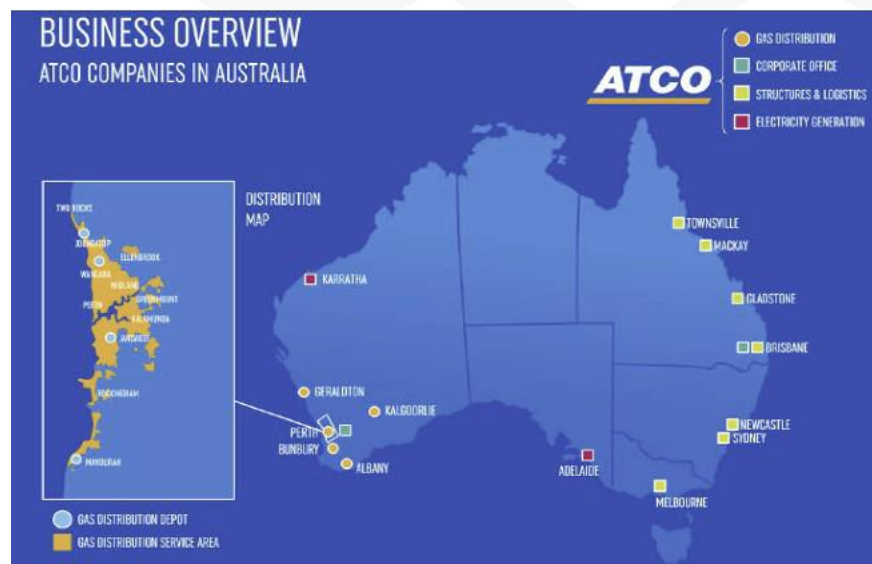 BUSINESS OVERVIEW
ATCO COMPANIES IN AUSTRALIA
ATCO
GAS DISTRIBUTION
CORPORATE OFFICE
STRUCTURES & LOGISTICS
ELECTRICITY GENERATION
DISTRIBUTION
MAP
TWO ROCKS
JOONDALUP
ELLENBROOK
WANGARA
MIDLAND
GREENMOUNT
PERTH
KALAMUNDA
JANDAKOT
ROCKINGHAM
MANDURAH
GAS DISTRIBUTION DEPOT
GAS DISTRIBUTION SERVICE AREA
KARRATHA
GERALDTON
KALGOORLIE
PERTH
BUNBURY
ALBANY
ADELAIDE
MELBOURNE
TOWNSVILLE
MACKAY
GLADSTONE
BRISBANE
NEWCASTLE
SYDNEY